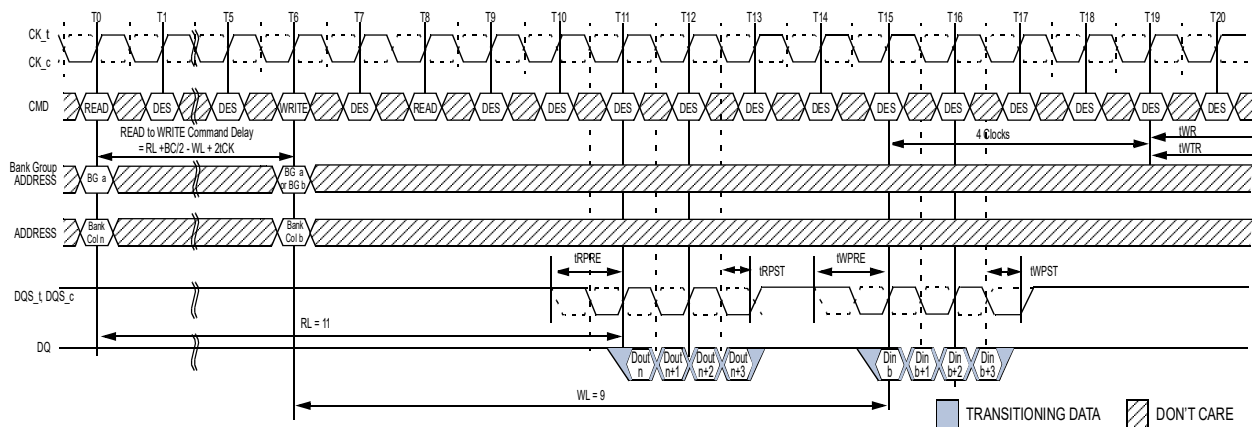 T0 T1 T5 T6 T7 T8 T9 T10 T11 T12 T13 T14 T15 T16 T17 T18 T19 T20
CK_t
CK_c
CMD READ DES DES WRITE DES READ DES DES DES DES DES DES DES DES DES DES DES DES
READ to WRITE Command Delay
= RL +BC/2 - WL + 2tCK
4 Clocks
tWR
tWTR
Bank Group
ADDRESS
BG a
BG a
or BG b
ADDRESS
Bank
Col n
Bank
Col b
tRPRE tRPST tWPRE tWPST
DQS_t, DQS_c
RL = 11
DQ
Dout
n
Dout
n+1
Dout
n+2
Dout
n+3
Din
b
Din
b+1
Din
b+2
Din
b+3
WL = 9
TRANSITIONING DATA DON'T CARE